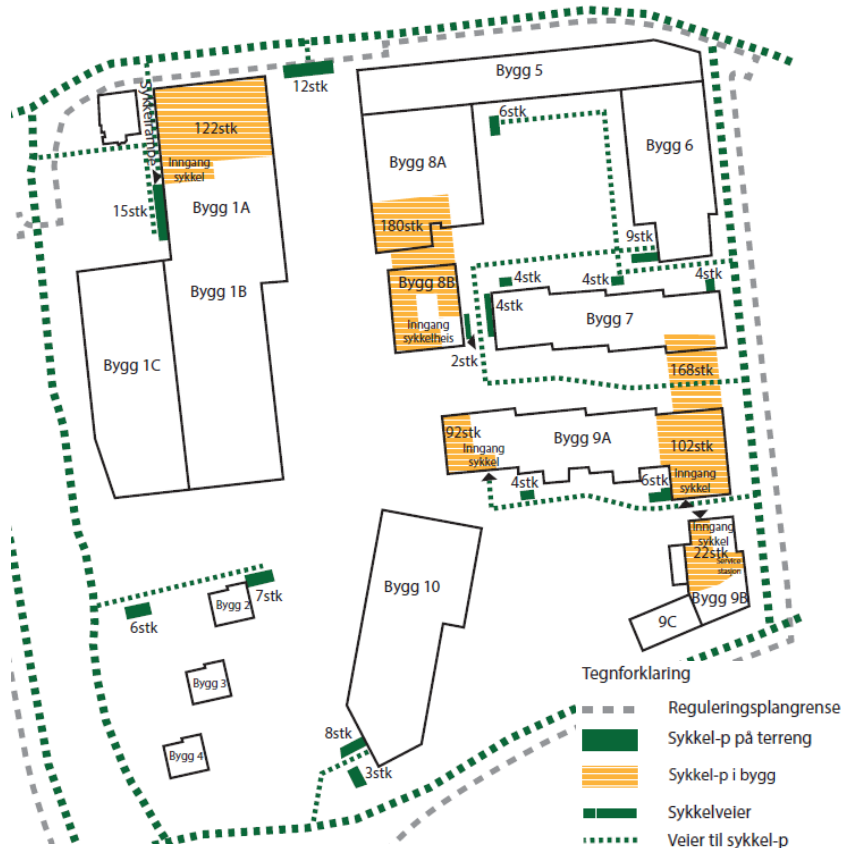 Bygg 5
12stk
Sykkelrampe
122stk
6stk
Inngang
sykkel
Bygg 8A
Bygg 6
15stk
Bygg 1A
180stk
9stk
Bygg 8B
4stk
4stk
4stk
Bygg 1B
4stk
Inngang
sykkelheis
Bygg 7
2stk
Bygg 1C
168stk
92stk
Bygg 9A
102stk
Inngang
sykkel
Inngang
sykkel
4stk
6stk
Inngang
sykkel
22stk
Service
stasjon
Bygg 10
Bygg 9B
7stk
Bygg 2
9C
6stk
Bygg 3
Bygg 4
8stk
3stk
Tegnforklaring
Reguleringsplangrense
Sykkel-p på terreng
Sykkel-p i bygg
Sykkelveier
Veier til sykkel-p